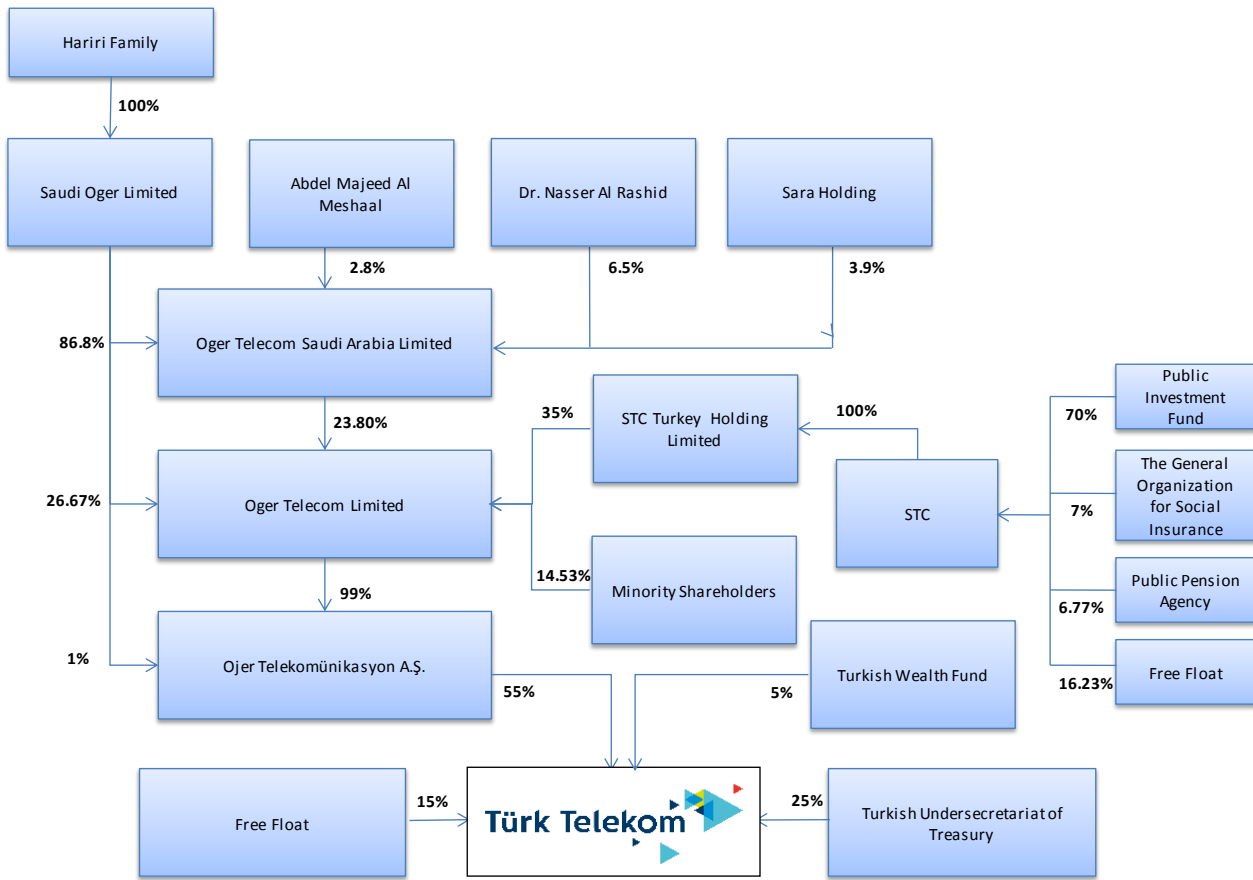 Hariri Family
100%
Saudi Oger Limited
Abdel Majeed Al
Meshaal
Dr. Nasser Al Rashid
Sara Holding
2.8%
6.5%
3.9%
86.8%
Oger Telecom Saudi Arabia Limited
23.80%
35%
STC Turkey Holding
Limited
100%
70%
Public
Investment
Fund
26.67%
Oger Telecom Limited
STC
7%
The General
Organization
for Social
Insurance
99%
14.53%
Minority Shareholders
6.77%
Public Pension
Agency
1%
Ojer Telekomünikasyon A.Ş.
55%
5%
Turkish Wealth Fund
16.23%
Free Float
Free Float
15%
Türk Telekom
25%
Turkish Undersecretariat of
Treasury